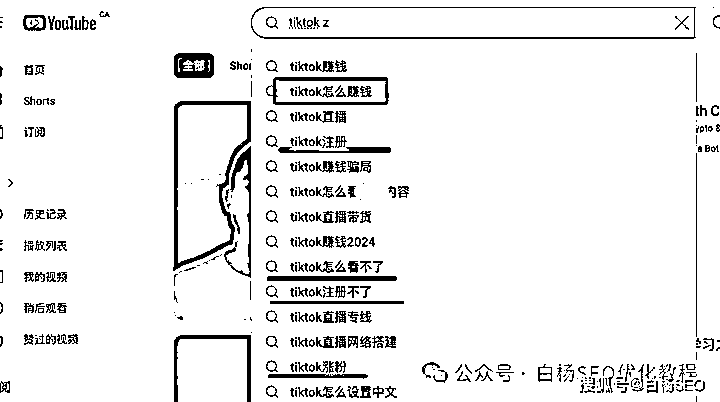 YouTube CA
tiktok z
首页
Shorts
订阅
历史记录
播放列表
我的视频
稍后观看
赞过的视频
全部
Shor
tiktok赚钱
tiktok怎么赚钱
tiktok直播
tiktok注册
tiktok赚钱骗局
tiktok怎么看 内容
tiktok直播带货
tiktok赚钱2024
tiktok怎么看不了
tiktok注册不了
tiktok直播专线
tiktok直播网络搭建
tiktok涨粉
tiktok怎么设置中文
th C
ypto S
a Bot
学习之
公众号·白杨SEO优化教程
搜狐号@白杨SEO